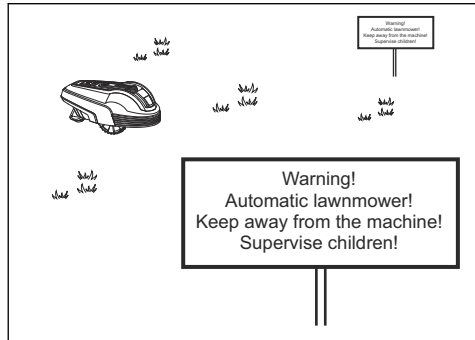 Warning!
Automatic lawnmower!
Keep away from the machine!
Supervise children!
Warning!
Automatic lawnmower!
Keep away from the machine!
Supervise children!